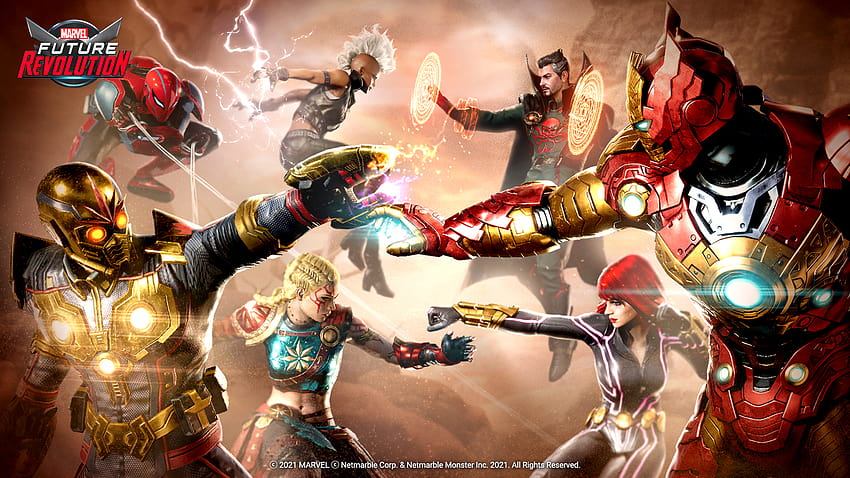 MARVEL
FUTURE
REVOLUTION
© 2021 MARVEL © Netmarble Corp. & Netmarble Monster Inc. 2021. All Rights Reserved.